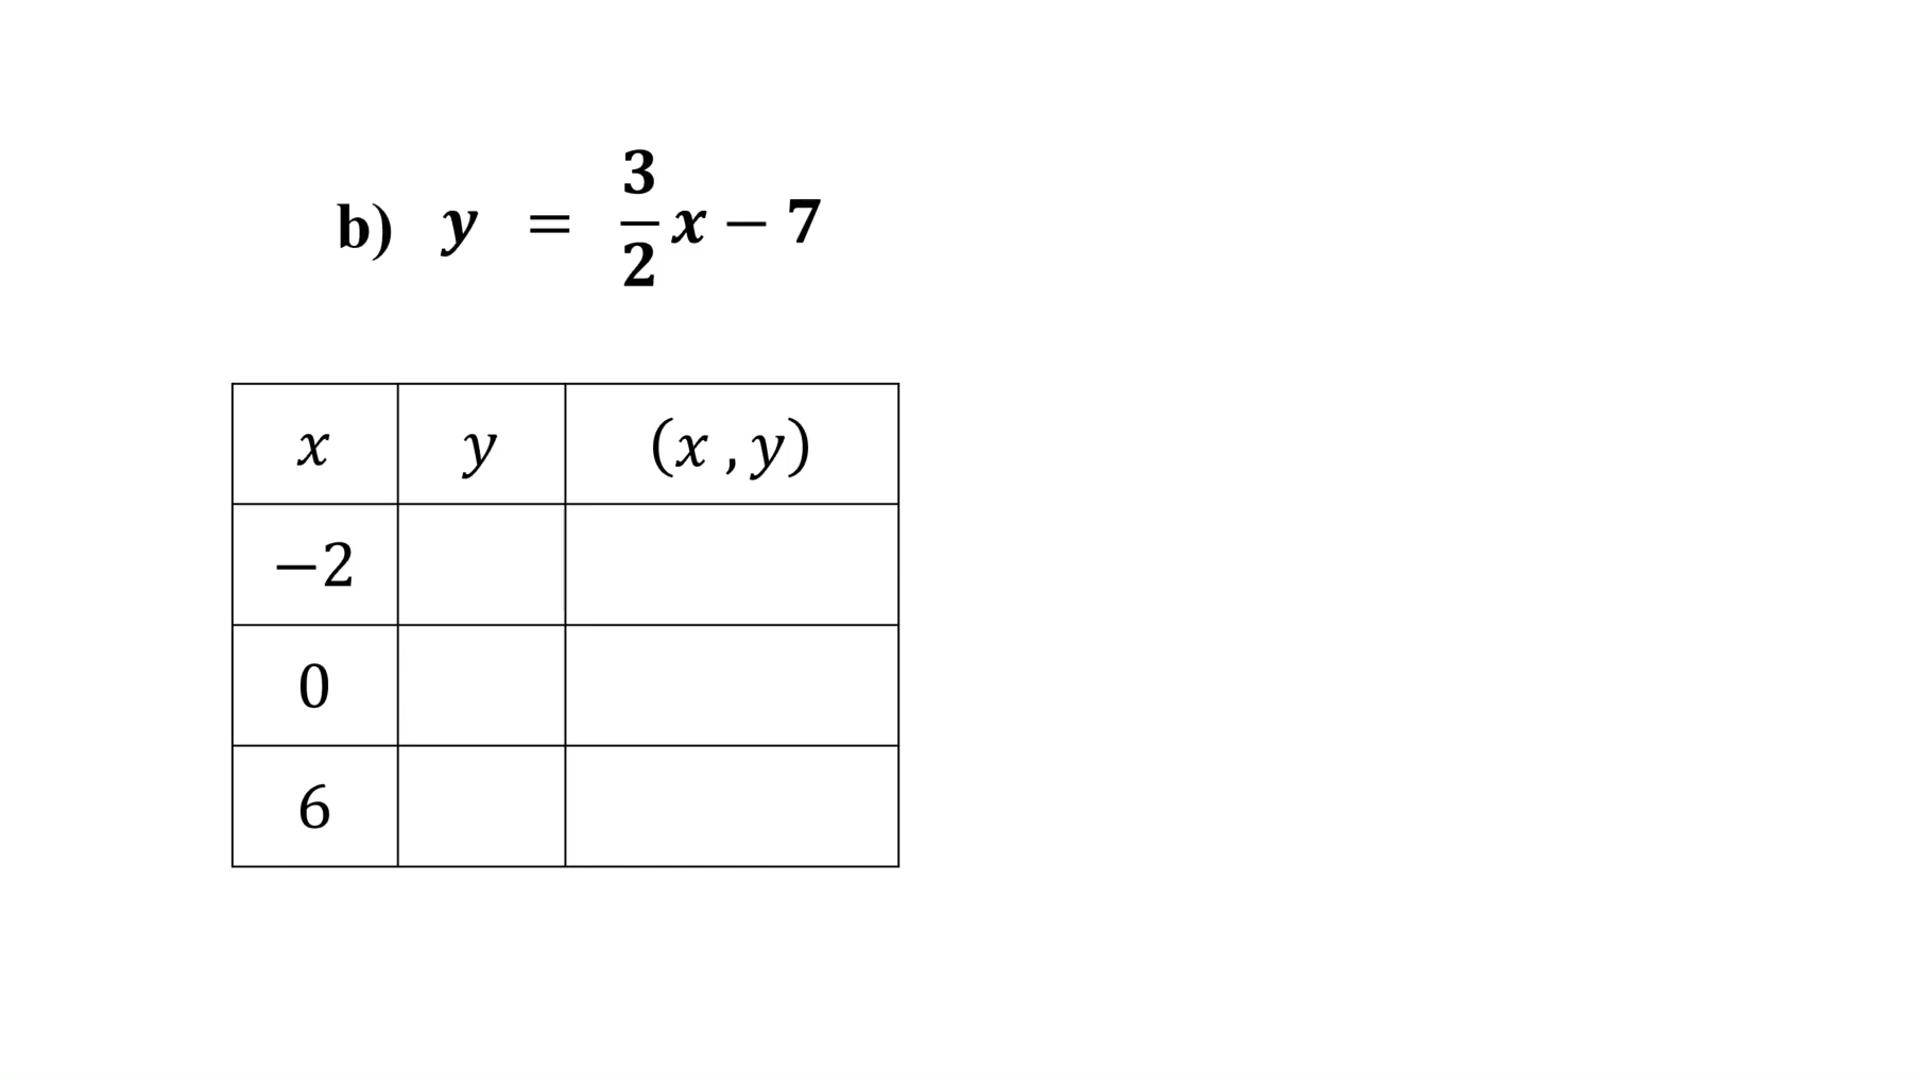 b) y = 3/2 x − 7
x y (x , y)
−2
0
6